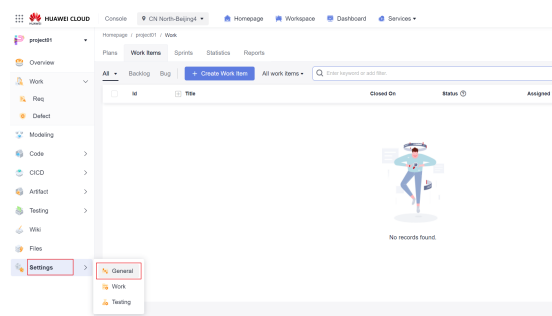 HUAWEI CLOUD Console CN North-Beijing4 Homepage Workspace Dashboard Services
HUAWEI
project01
Homepage / project01 / Work
Plans Work Items Sprints Statistics Reports
Overview
All Backlog Bug + Create Work Item All work items Enter keyword or add filter
Work
Id Title Closed On Status Assigned
Req
Defect
Modeling
Code
CICD
Artifact
Testing
Wiki
No records found.
Files
Settings
General
Work
Testing